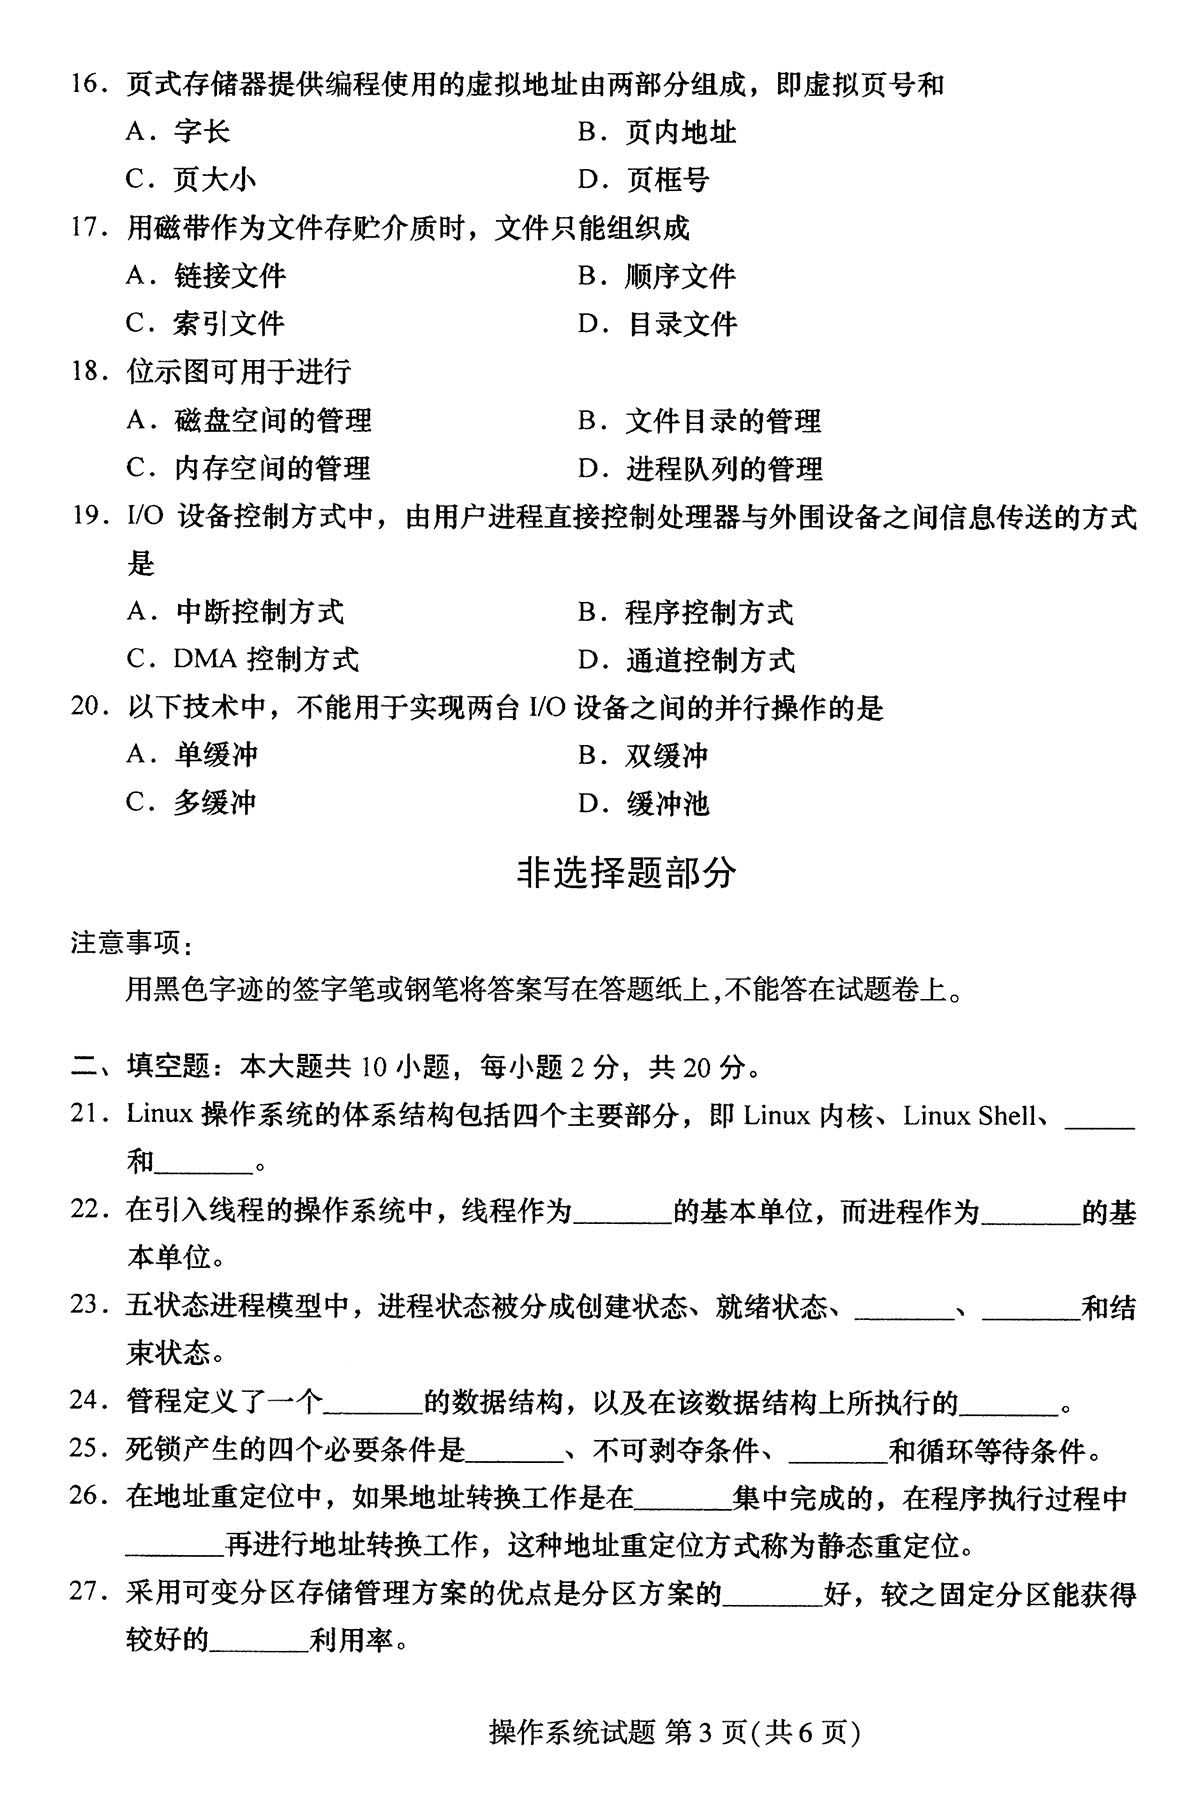 16．页式存储器提供编程使用的虚拟地址由两部分组成，即虚拟页号和
A．字长 B．页内地址
C．页大小 D．页框号
17．用磁带作为文件存贮介质时，文件只能组织成
A．链接文件 B．顺序文件
C．索引文件 D．目录文件
18．位示图可用于进行
A．磁盘空间的管理 B．文件目录的管理
C．内存空间的管理 D．进程队列的管理
19．I/O 设备控制方式中，由用户进程直接控制处理器与外围设备之间信息传送的方式
是
A．中断控制方式 B．程序控制方式
C．DMA 控制方式 D．通道控制方式
20．以下技术中，不能用于实现两台 I/O 设备之间的并行操作的是
A．单缓冲 B．双缓冲
C．多缓冲 D．缓冲池
非选择题部分
注意事项：
用黑色字迹的签字笔或钢笔将答案写在答题纸上,不能答在试题卷上。
二、填空题：本大题共 10 小题，每小题 2 分，共 20 分。
21．Linux 操作系统的体系结构包括四个主要部分，即 Linux 内核、Linux Shell、_____
和_______。
22．在引入线程的操作系统中，线程作为_______的基本单位，而进程作为_______的基
本单位。
23．五状态进程模型中，进程状态被分成创建状态、就绪状态、_______、_______和结
束状态。
24．管程定义了一个_______的数据结构，以及在该数据结构上所执行的_______。
25．死锁产生的四个必要条件是_______、不可剥夺条件、_______和循环等待条件。
26．在地址重定位中，如果地址转换工作是在_______集中完成的，在程序执行过程中
_______再进行地址转换工作，这种地址重定位方式称为静态重定位。
27．采用可变分区存储管理方案的优点是分区方案的_______好，较之固定分区能获得
较好的_______利用率。
操作系统试题 第 3 页(共 6 页)